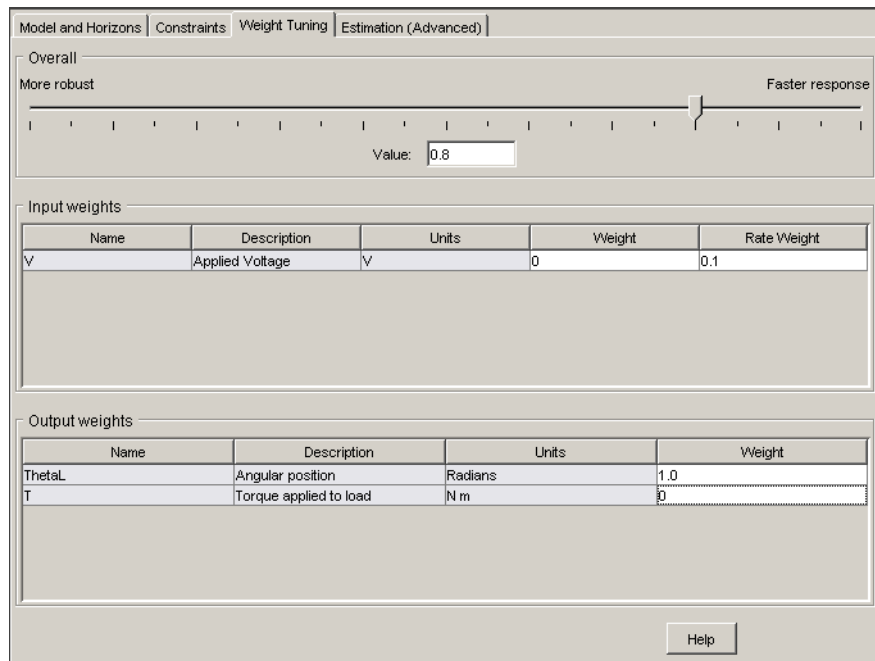 Model and Horizons Constraints Weight Tuning Estimation (Advanced)
Overall
More robust Faster response
Value: 0.8
Input weights
Name Description Units Weight Rate Weight
V Applied Voltage V 0 0.1
Output weights
Name Description Units Weight
ThetaL Angular position Radians 1.0
T Torque applied to load N m 0
Help